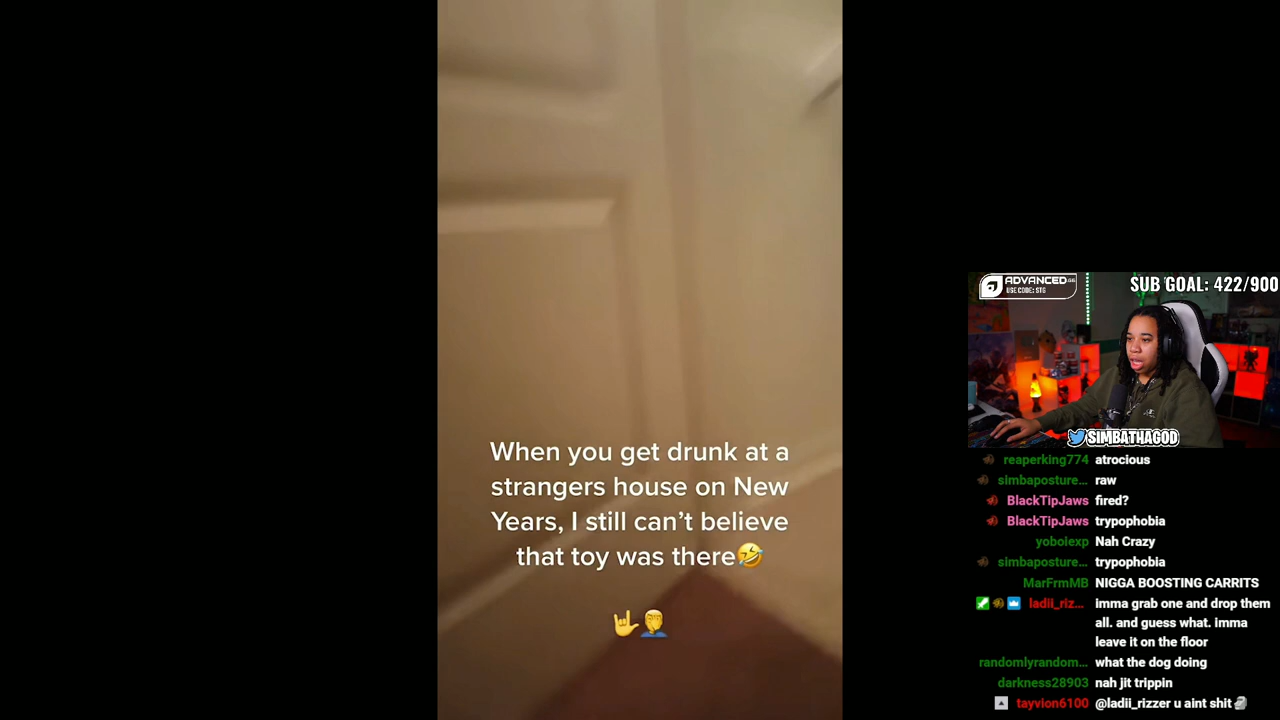 When you get drunk at a
strangers house on New
Years, I still can’t believe
that toy was there🤣
🤟🤦‍♂️
ADVANCED.GG
USE CODE: STG
SUB GOAL: 422/900
SIMBATHAGOD
reaperking774 atrocious
simbaposture... raw
BlackTipJaws fired?
BlackTipJaws trypophobia
yoboiexp Nah Crazy
simbaposture... trypophobia
MarFrmMB NIGGA BOOSTING CARRITS
ladii_riz... imma grab one and drop them
all. and guess what. imma
leave it on the floor
randomlyrandom... what the dog doing
darkness28903 nah jit trippin
tayvion6100 @ladii_rizzer u aint shit🗿